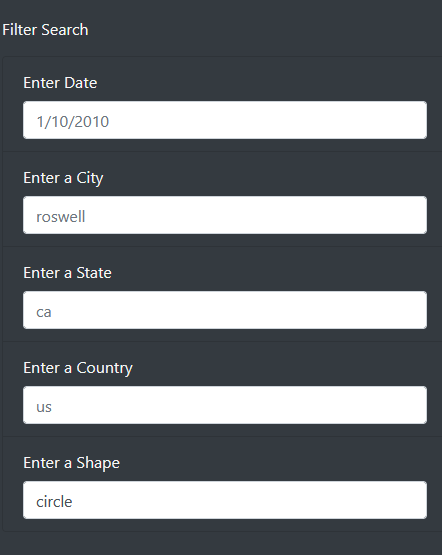 Filter Search
Enter Date
1/10/2010
Enter a City
roswell
Enter a State
ca
Enter a Country
us
Enter a Shape
circle